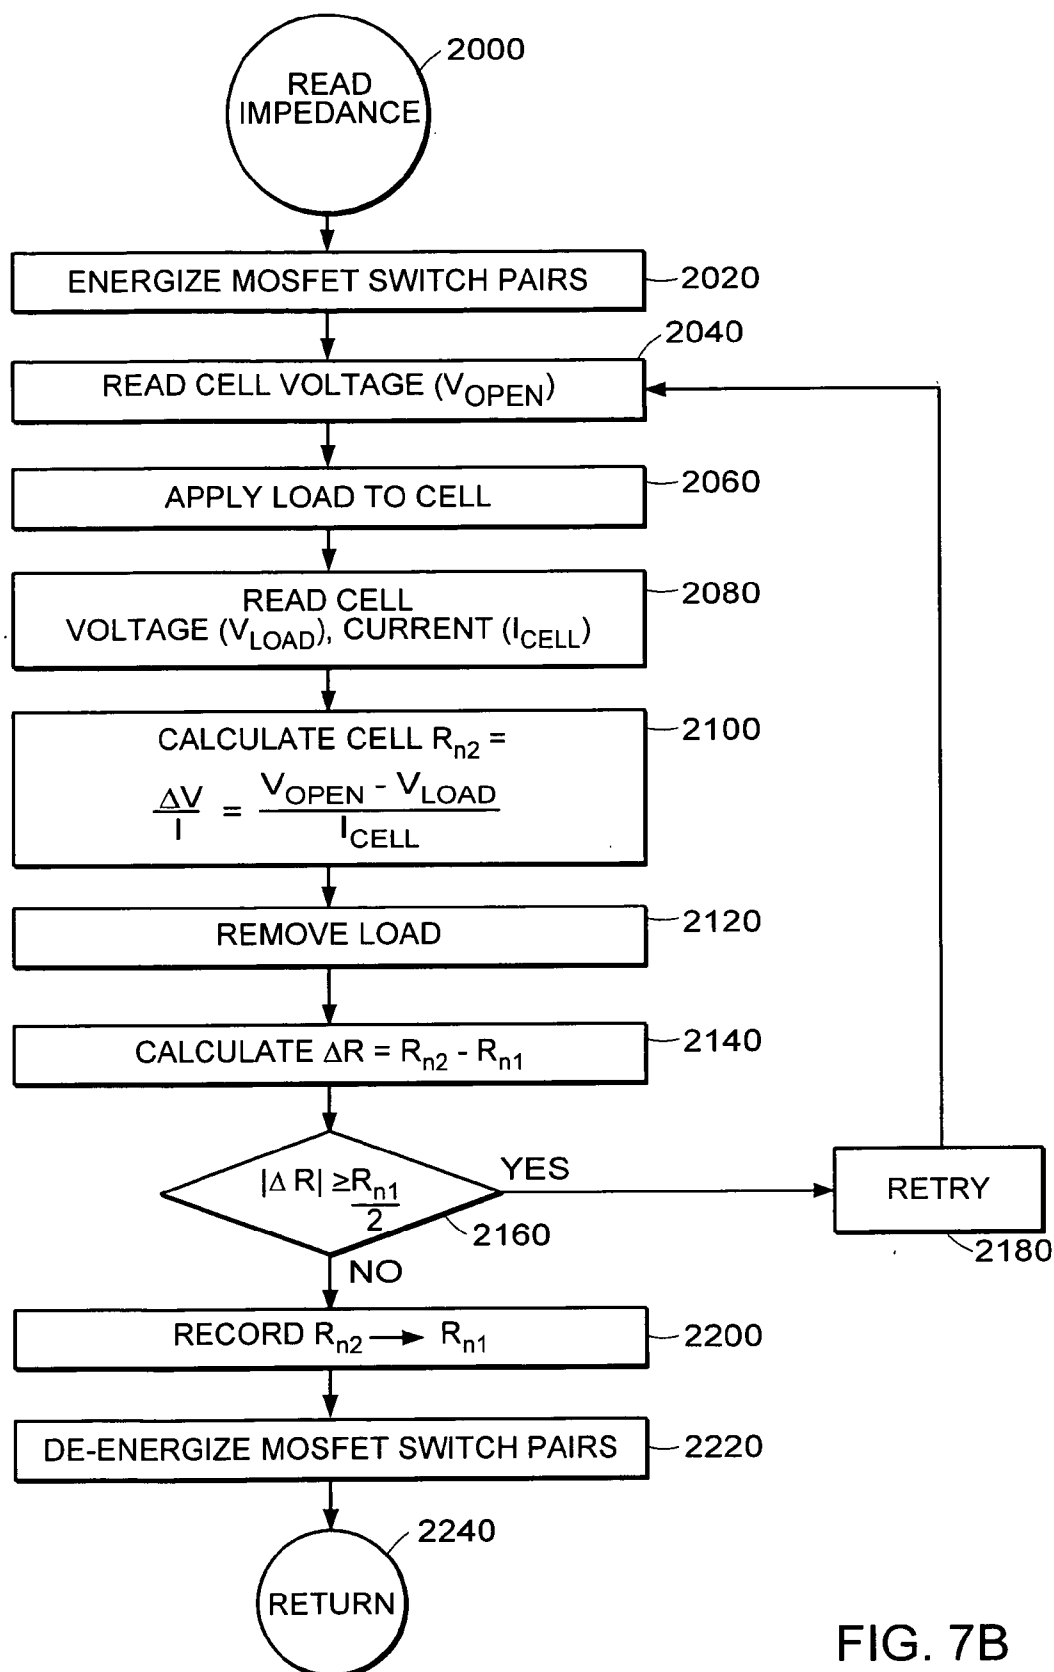 2000
READ
IMPEDANCE
ENERGIZE MOSFET SWITCH PAIRS
2020
2040
READ CELL VOLTAGE (VOPEN)
APPLY LOAD TO CELL
2060
READ CELL
VOLTAGE (VLOAD), CURRENT (ICELL)
2080
CALCULATE CELL Rn2 =
ΔV
I
=
VOPEN - VLOAD
ICELL
2100
REMOVE LOAD
2120
CALCULATE ΔR = Rn2 - Rn1
2140
|Δ R| ≥ Rn1
2
YES
2160
RETRY
2180
NO
RECORD Rn2 → Rn1
2200
DE-ENERGIZE MOSFET SWITCH PAIRS
2220
2240
RETURN
FIG. 7B